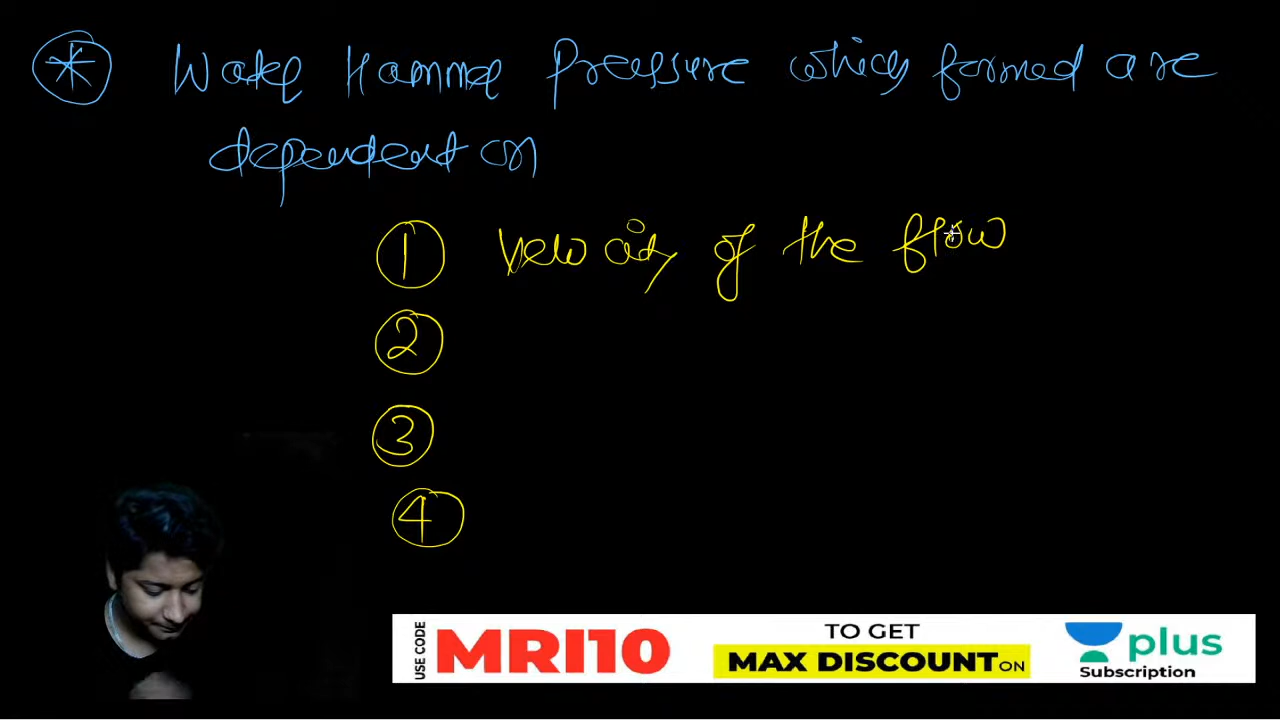 * Water Hammer Pressure which formed are
dependent on
1 Velocity of the flow
2
3
4
USE CODE
MRI10
TO GET
MAX DISCOUNT ON
plus
Subscription